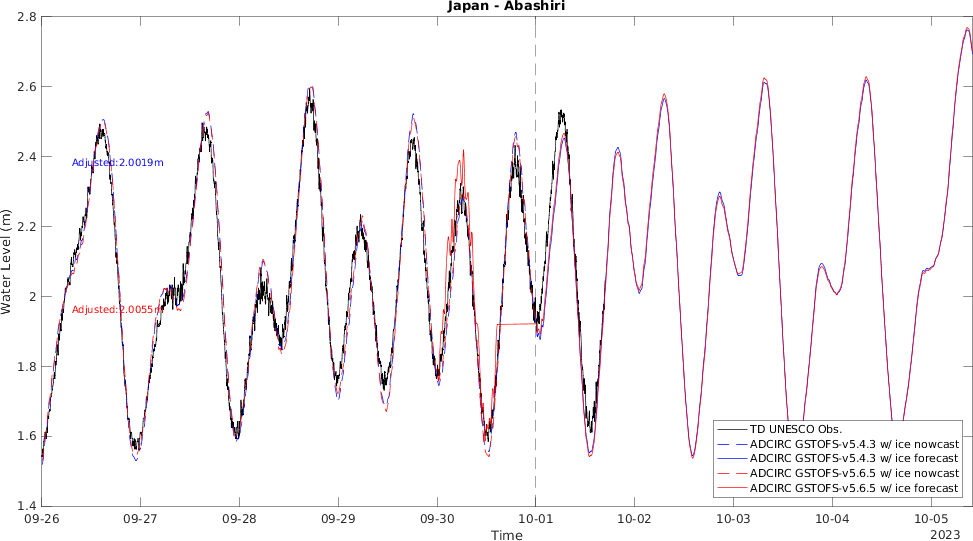 Japan - Abashiri
2.8
2.6
2.4
2.2
2
1.8
1.6
1.4
Water Level (m)
Adjusted:2.0019m
Adjusted:2.0055m
TD UNESCO Obs.
ADCIRC GSTOFS-v5.4.3 w/ ice nowcast
ADCIRC GSTOFS-v5.4.3 w/ ice forecast
ADCIRC GSTOFS-v5.6.5 w/ ice nowcast
ADCIRC GSTOFS-v5.6.5 w/ ice forecast
09-26 09-27 09-28 09-29 09-30 10-01 10-02 10-03 10-04 10-05
Time
2023